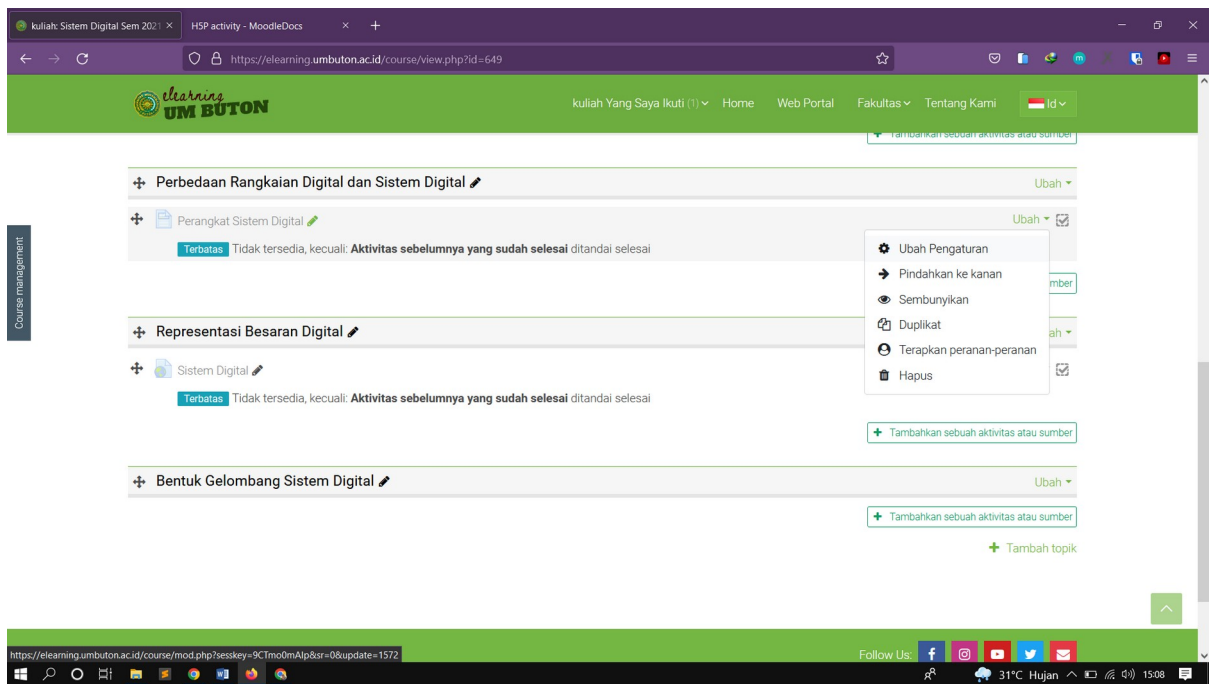 kuliah: Sistem Digital Sem 2021
H5P activity - MoodleDocs
https://elearning.umbuton.ac.id/course/view.php?id=649
elearning
UM BUTON
kuliah Yang Saya Ikuti (1)
Home
Web Portal
Fakultas
Tentang Kami
Id
Tambahkan sebuah aktivitas atau sumber
Perbedaan Rangkaian Digital dan Sistem Digital
Ubah
Perangkat Sistem Digital
Ubah
Terbatas Tidak tersedia, kecuali: Aktivitas sebelumnya yang sudah selesai ditandai selesai
Ubah Pengaturan
Pindahkan ke kanan
Sembunyikan
Duplikat
Terapkan peranan-peranan
Hapus
mber
Course management
Representasi Besaran Digital
ah
Sistem Digital
Terbatas Tidak tersedia, kecuali: Aktivitas sebelumnya yang sudah selesai ditandai selesai
+ Tambahkan sebuah aktivitas atau sumber
Bentuk Gelombang Sistem Digital
Ubah
+ Tambahkan sebuah aktivitas atau sumber
+ Tambah topik
https://elearning.umbuton.ac.id/course/mod.php?sesskey=9CTmo0mAlp&sr=0&update=1572
Follow Us:
31°C Hujan
15:08